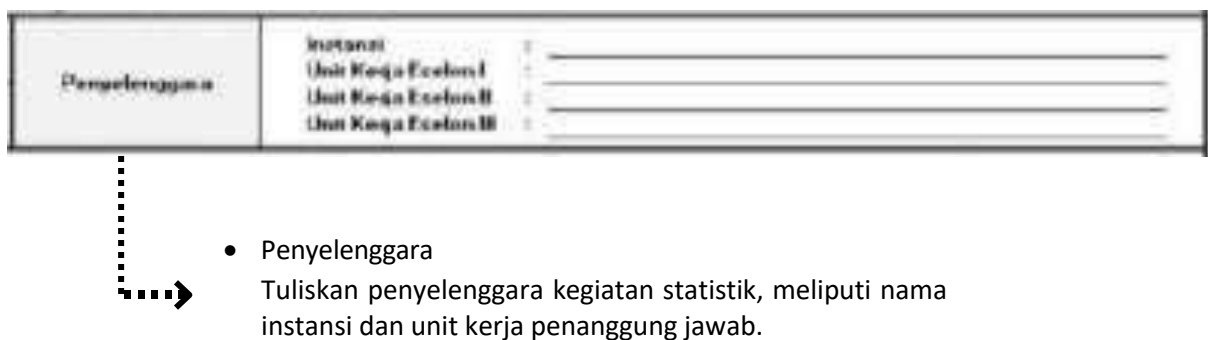 Instansi :
Unit Kerja Eselon I :
Penyelenggara
Unit Kerja Eselon II :
Unit Kerja Eselon III :
• Penyelenggara
Tuliskan penyelenggara kegiatan statistik, meliputi nama
instansi dan unit kerja penanggung jawab.